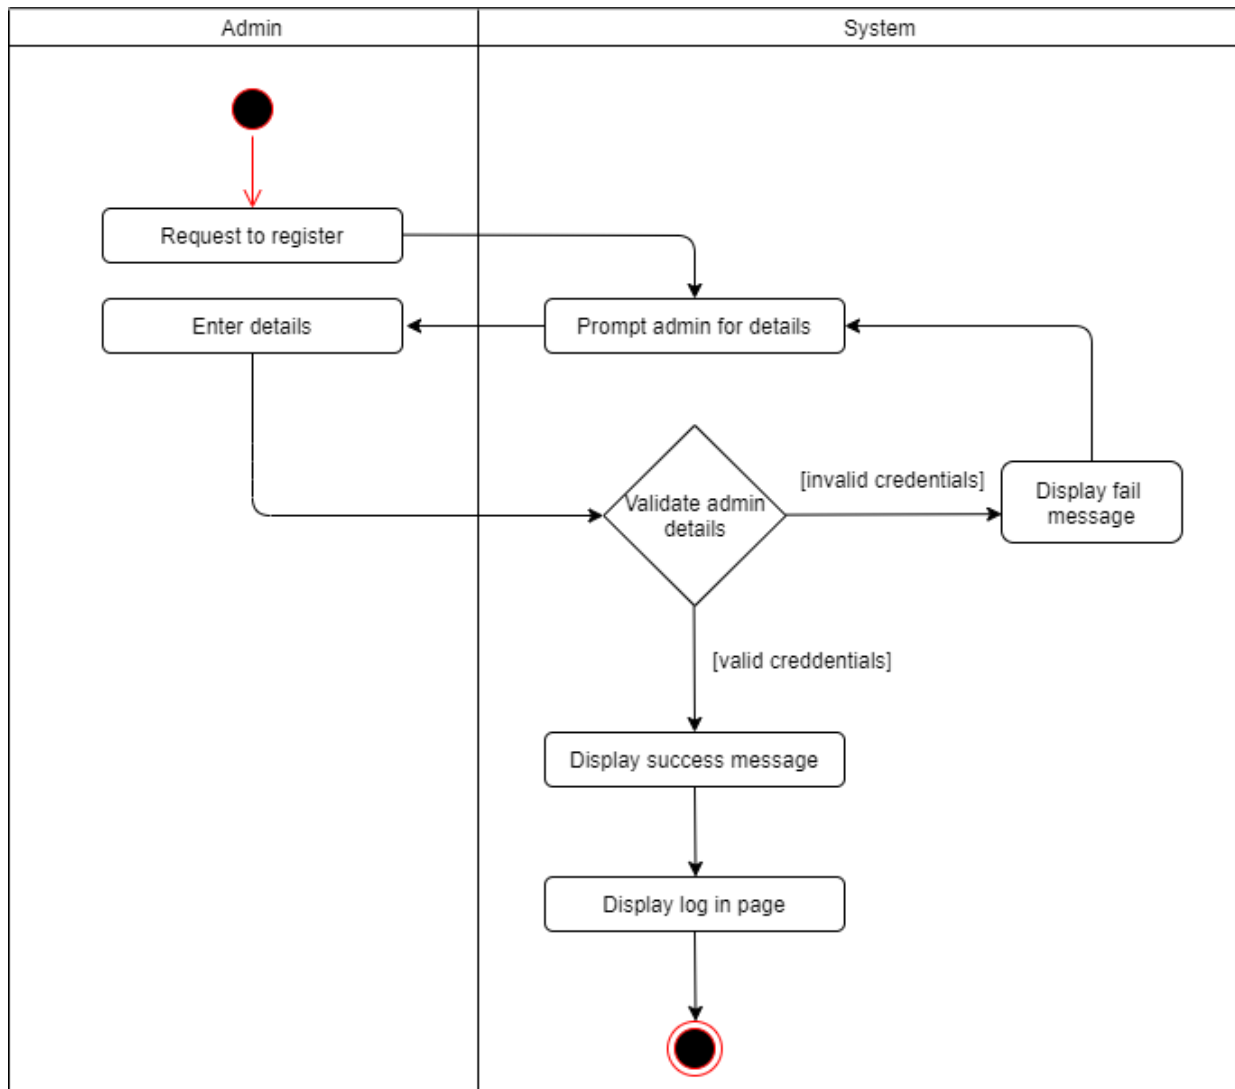 Admin
System
Request to register
Enter details
Prompt admin for details
Validate admin
details
[invalid credentials]
Display fail
message
[valid creddentials]
Display success message
Display log in page